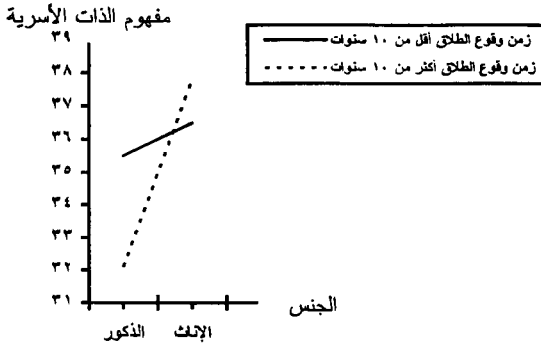 مفهوم الذات الأسرية
زمن وقوع الطلاق أقل من ١٠ سنوات
زمن وقوع الطلاق أكثر من ١٠ سنوات
٣٩
٣٨
٣٧
٣٦
٣٥
٣٤
٣٣
٣٢
٣١
الجنس
الإناث
الذكور